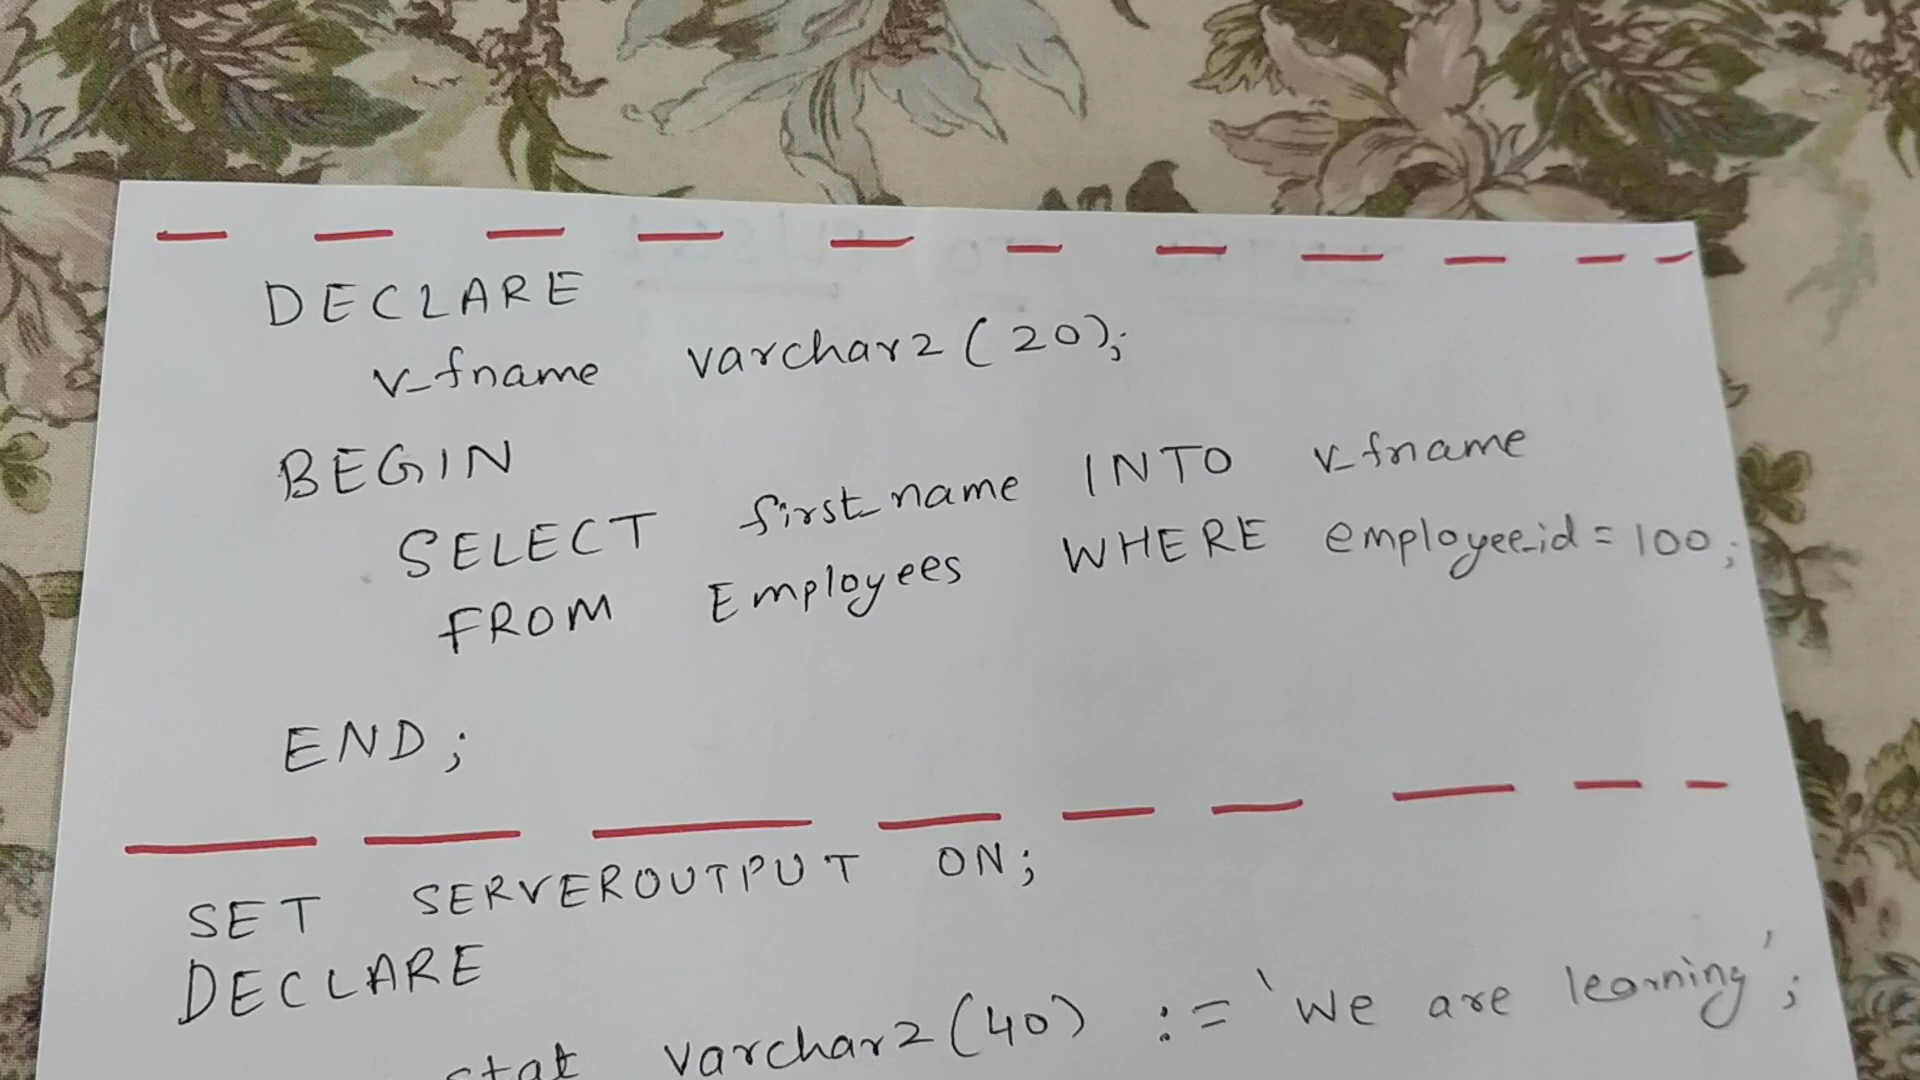 DECLARE
v_fname varchar2(20);
BEGIN
SELECT first_name INTO v_fname
FROM Employees WHERE employee_id = 100;
END;
SET SERVEROUTPUT ON;
DECLARE
stat varchar2(40) := 'We are learning';